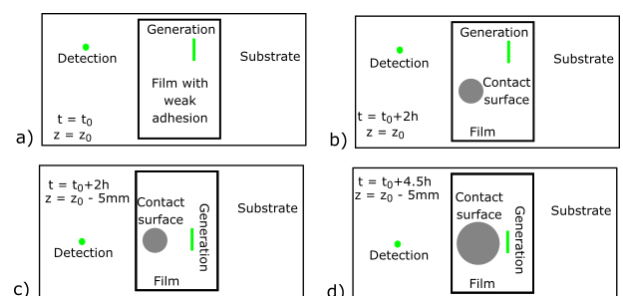 Generation
Detection
Substrate
Film with
weak
adhesion
t = t0
z = z0
a)
Generation
Detection
Substrate
Contact
surface
t = t0+2h
z = z0
Film
b)
t = t0+2h
z = z0 - 5mm
Contact
surface
Generation
Substrate
Detection
Film
c)
t = t0+4.5h
z = z0 - 5mm
Contact
surface
Generation
Substrate
Detection
Film
d)